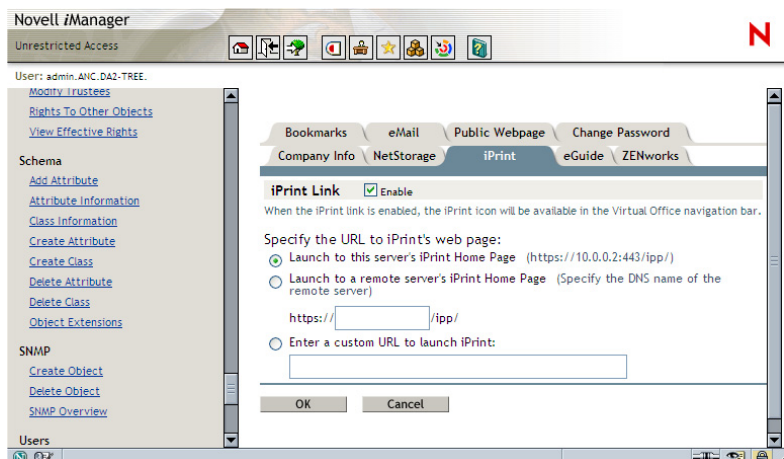 Novell iManager
Unrestricted Access
N
User: admin.ANC.DA2-TREE.
Modify Trustees
Rights To Other Objects
View Effective Rights
Schema
Add Attribute
Attribute Information
Class Information
Create Attribute
Create Class
Delete Attribute
Delete Class
Object Extensions
SNMP
Create Object
Delete Object
SNMP Overview
Users
Bookmarks eMail Public Webpage Change Password
Company Info NetStorage iPrint eGuide ZENworks
iPrint Link Enable
When the iPrint link is enabled, the iPrint icon will be available in the Virtual Office navigation bar.
Specify the URL to iPrint's web page:
Launch to this server's iPrint Home Page (https://10.0.0.2:443/ipp/)
Launch to a remote server's iPrint Home Page (Specify the DNS name of the
remote server)
https:// /ipp/
Enter a custom URL to launch iPrint:
OK Cancel